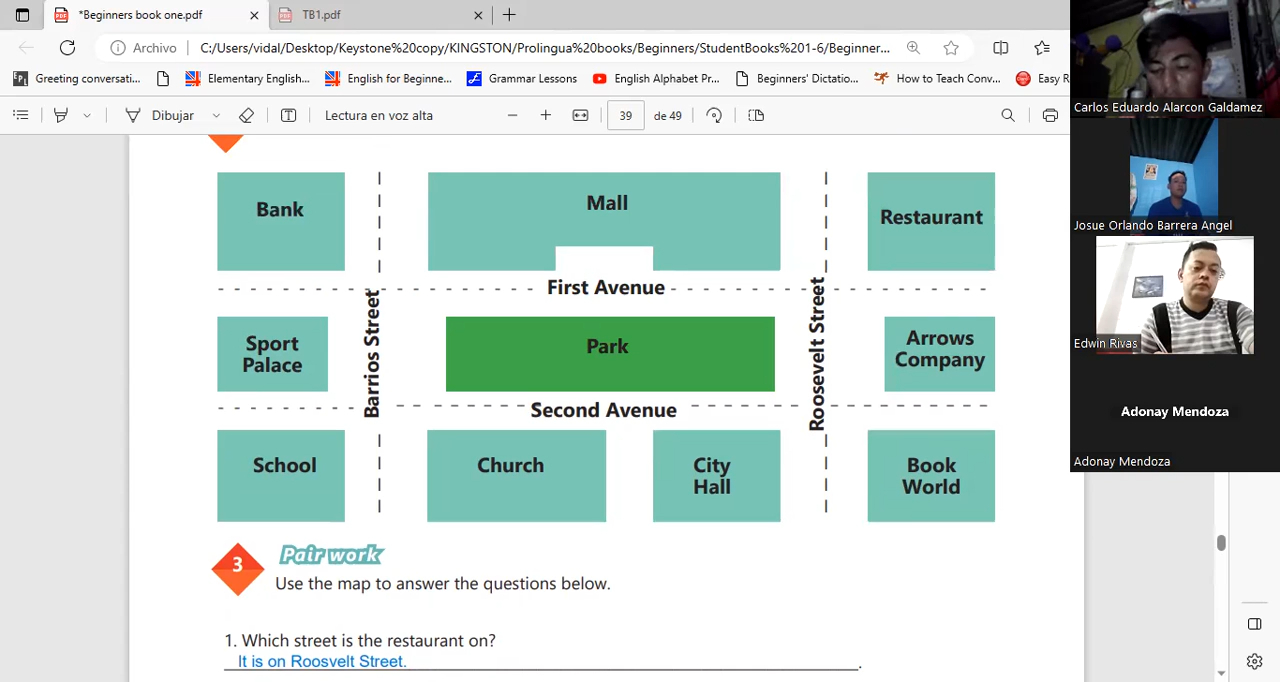 *Beginners book one.pdf
TB1.pdf
Archivo
C:/Users/vidal/Desktop/Keystone%20copy/KINGSTON/Prolingua%20books/Beginners/StudentBooks%201-6/Beginner...
Greeting conversati...
Elementary English...
English for Beginne...
Grammar Lessons
English Alphabet Pr...
Beginners' Dictatio...
How to Teach Conv...
Easy R
Dibujar
Lectura en voz alta
39
de 49
Bank
Mall
Restaurant
First Avenue
Barrios Street
Roosevelt Street
Sport
Palace
Park
Arrows
Company
Second Avenue
School
Church
City
Hall
Book
World
3
Pair work
Use the map to answer the questions below.
1. Which street is the restaurant on?
It is on Roosvelt Street.
Carlos Eduardo Alarcon Galdamez
Josue Orlando Barrera Angel
Edwin Rivas
Adonay Mendoza
Adonay Mendoza